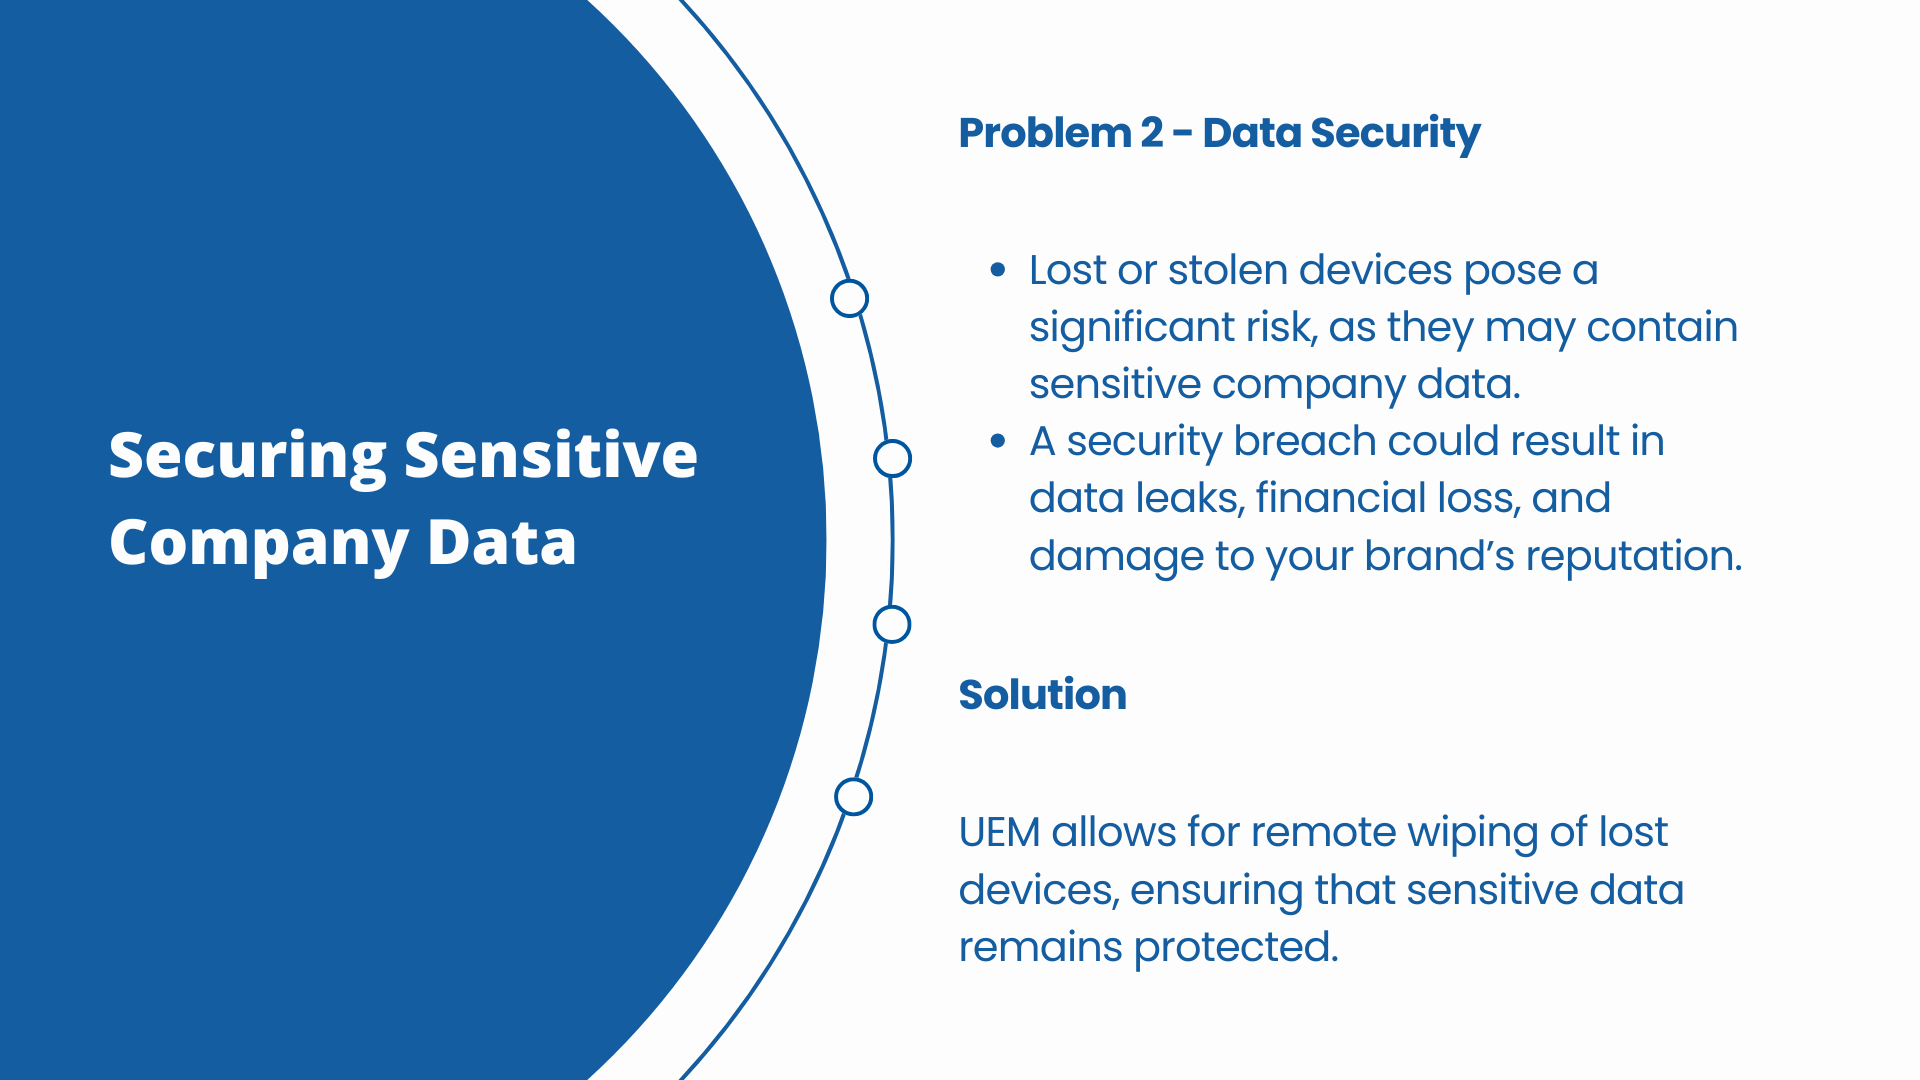 Securing Sensitive
Company Data
Problem 2 - Data Security
• Lost or stolen devices pose a
significant risk, as they may contain
sensitive company data.
• A security breach could result in
data leaks, financial loss, and
damage to your brand’s reputation.
Solution
UEM allows for remote wiping of lost
devices, ensuring that sensitive data
remains protected.